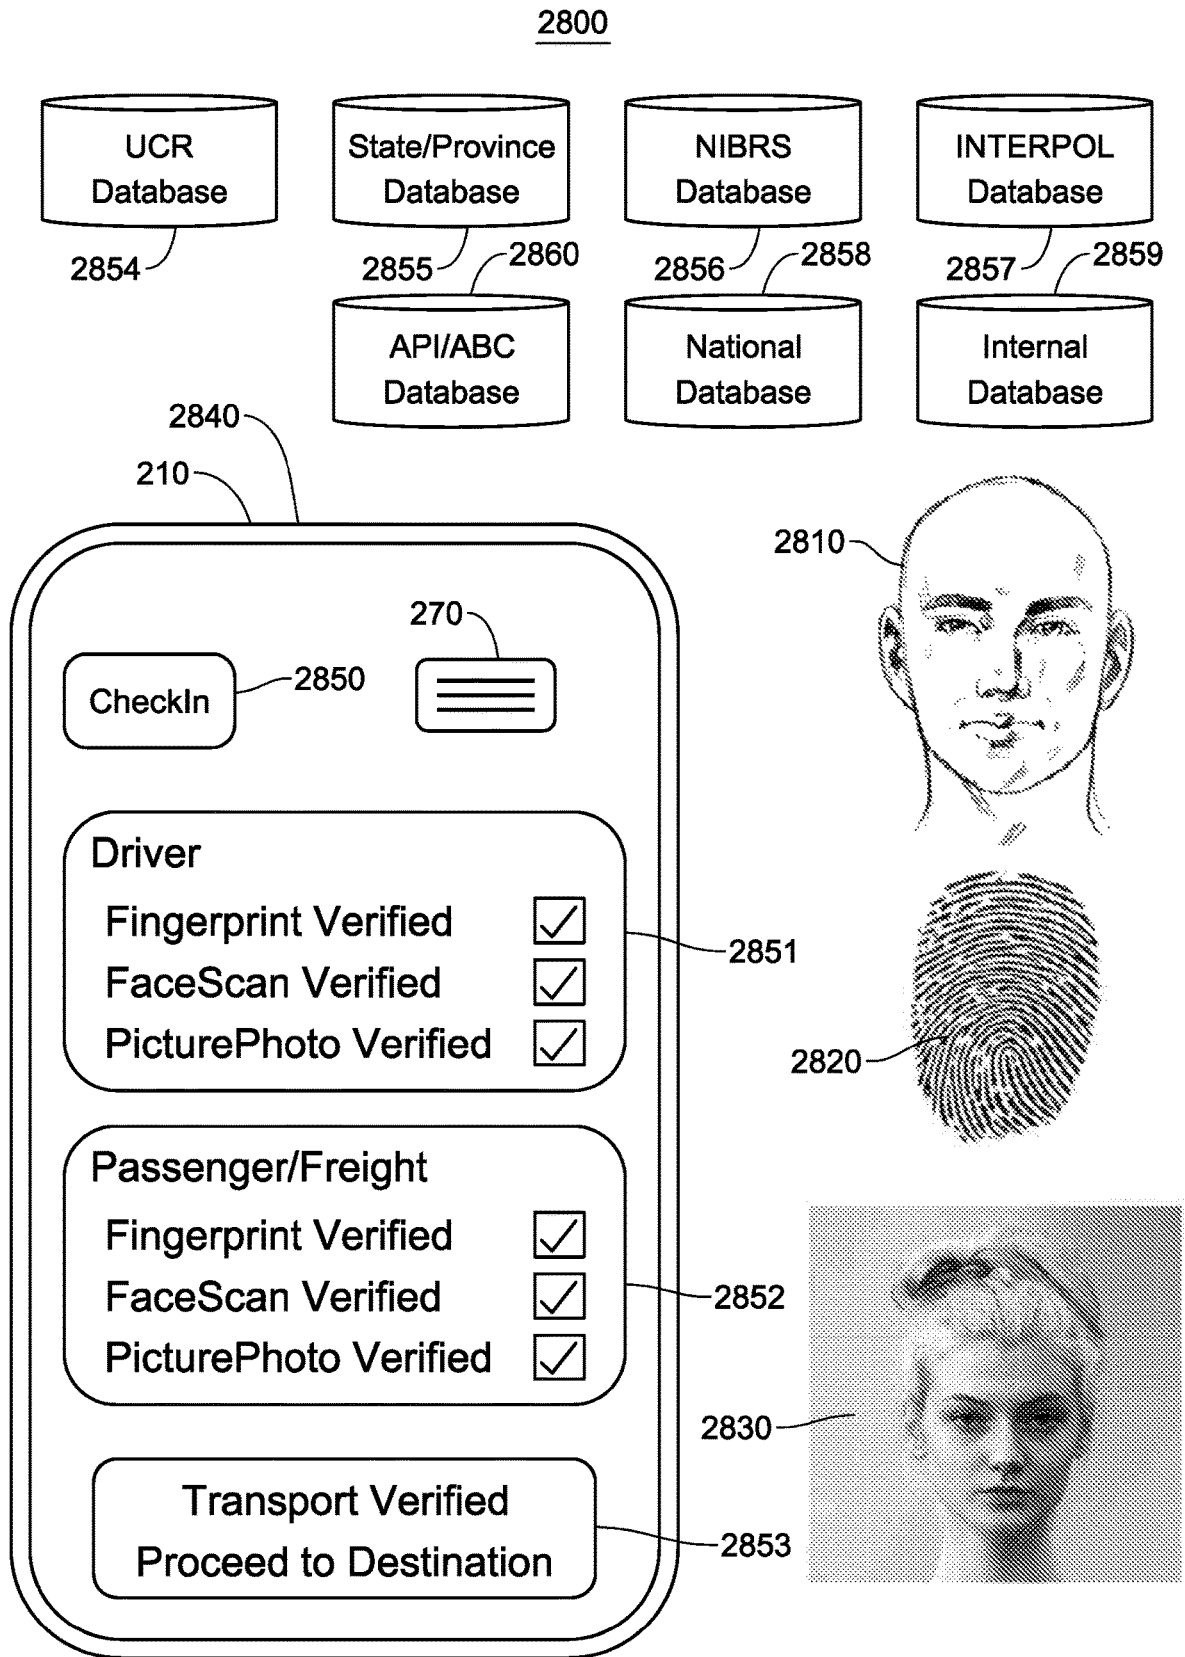 2800
UCR
Database
State/Province
Database
NIBRS
Database
INTERPOL
Database
2854
2855
2860
2856
2858
2857
2859
API/ABC
Database
National
Database
Internal
Database
2840
210
2810
270
CheckIn
2850
Driver
Fingerprint Verified
FaceScan Verified
PicturePhoto Verified
2851
2820
Passenger/Freight
Fingerprint Verified
FaceScan Verified
PicturePhoto Verified
2852
2830
Transport Verified
Proceed to Destination
2853